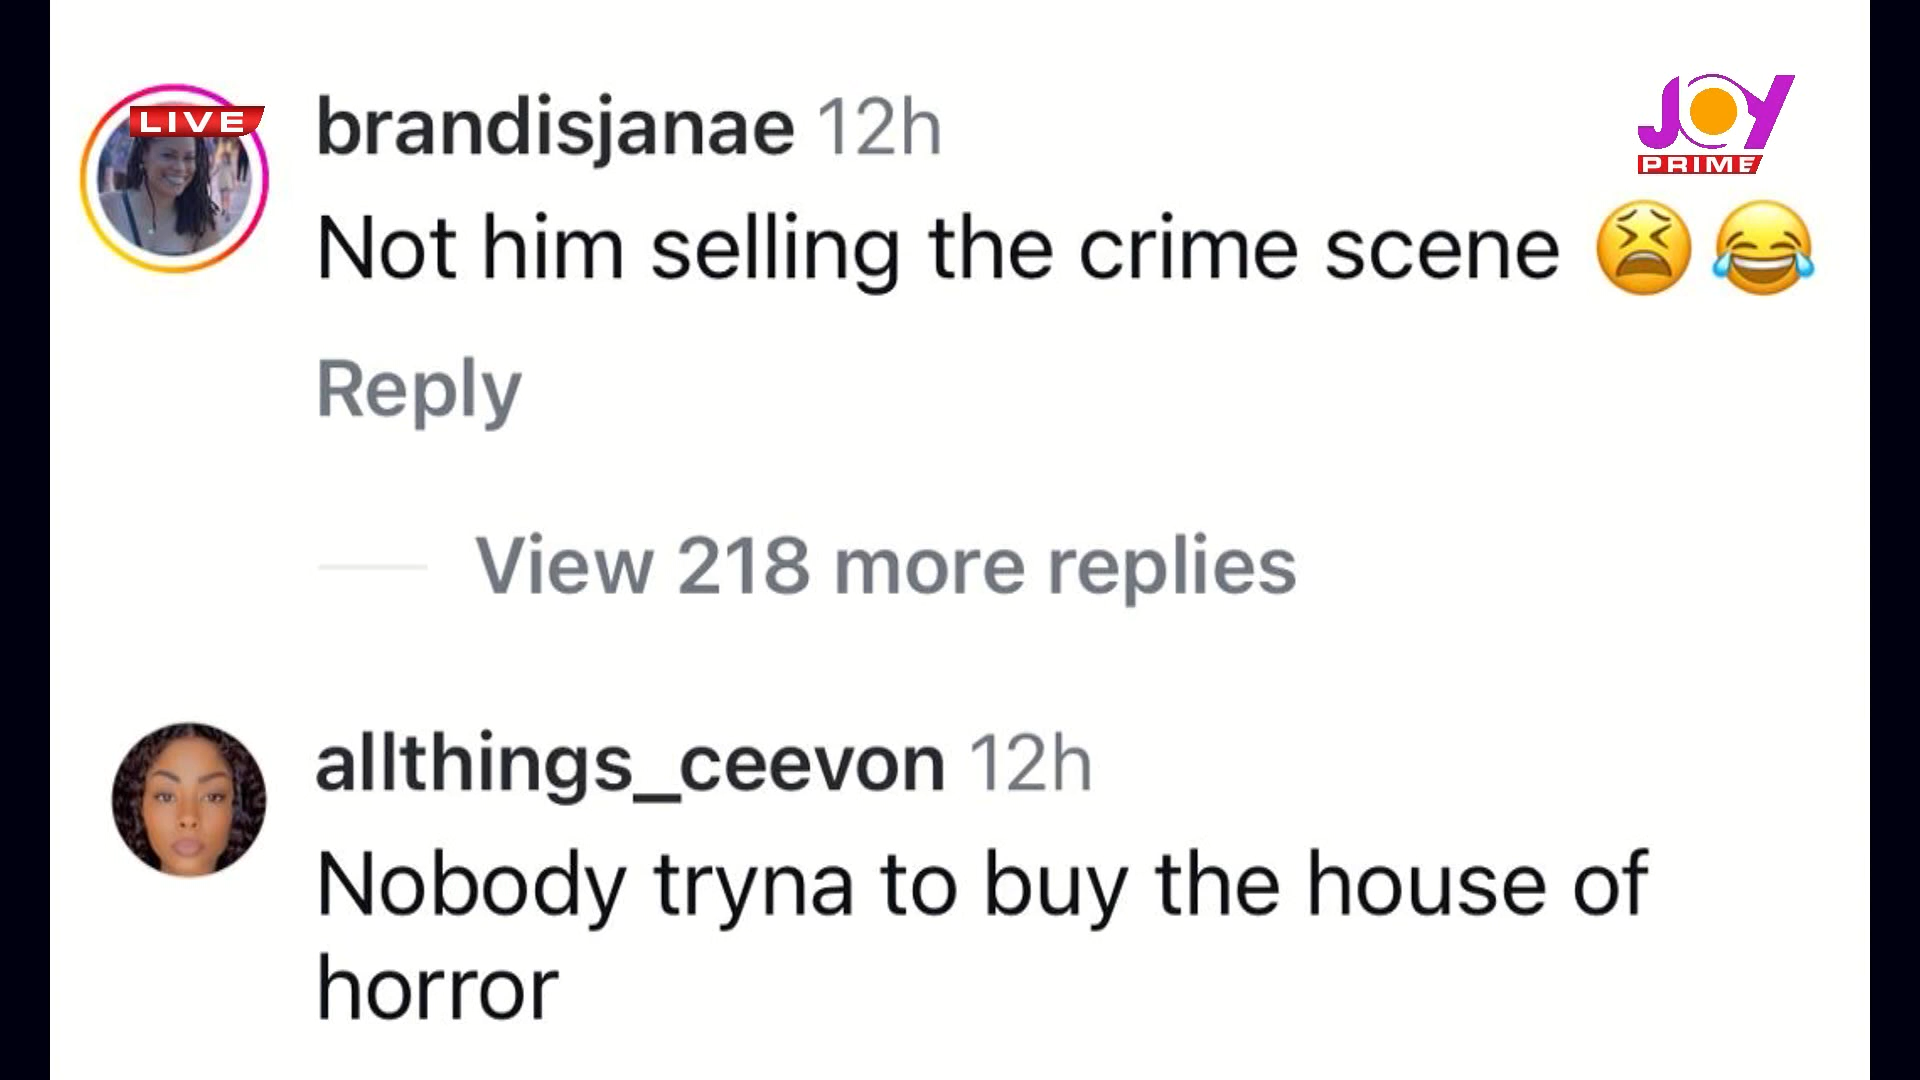 LIVE
brandisjanae 12h
JOY
PRIME
Not him selling the crime scene 😫😂
Reply
View 218 more replies
allthings_ceevon 12h
Nobody tryna to buy the house of
horror